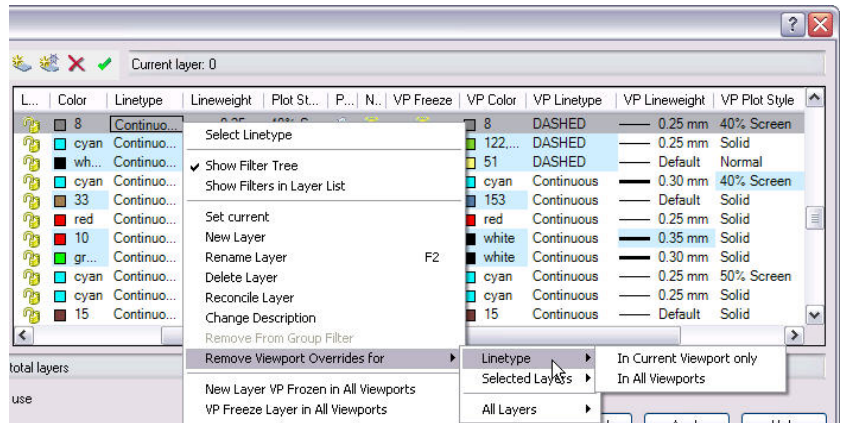 ?
Current layer: 0
L... Color Linetype Lineweight Plot St... P... N.. VP Freeze VP Color VP Linetype VP Lineweight VP Plot Style
8 Continuo... 8 DASHED 0.25 mm 40% Screen
cyan Continuo... 122,... DASHED 0.25 mm Solid
wh... Continuo... 51 DASHED Default Normal
cyan Continuo... cyan Continuous 0.30 mm 40% Screen
33 Continuo... 153 Continuous Default Solid
red Continuo... red Continuous 0.25 mm Solid
10 Continuo... white Continuous 0.35 mm Solid
gr... Continuo... white Continuous 0.30 mm Solid
cyan Continuo... cyan Continuous 0.25 mm 50% Screen
cyan Continuo... cyan Continuous 0.25 mm Solid
15 Continuo... 15 Continuous Default Solid
Select Linetype
Show Filter Tree
Show Filters in Layer List
Set current
New Layer
Rename Layer F2
Delete Layer
Reconcile Layer
Change Description
Remove From Group Filter
Remove Viewport Overrides for
New Layer VP Frozen in All Viewports
VP Freeze Layer in All Viewports
Linetype
Selected Layers
All Layers
In Current Viewport only
In All Viewports
total layers
use